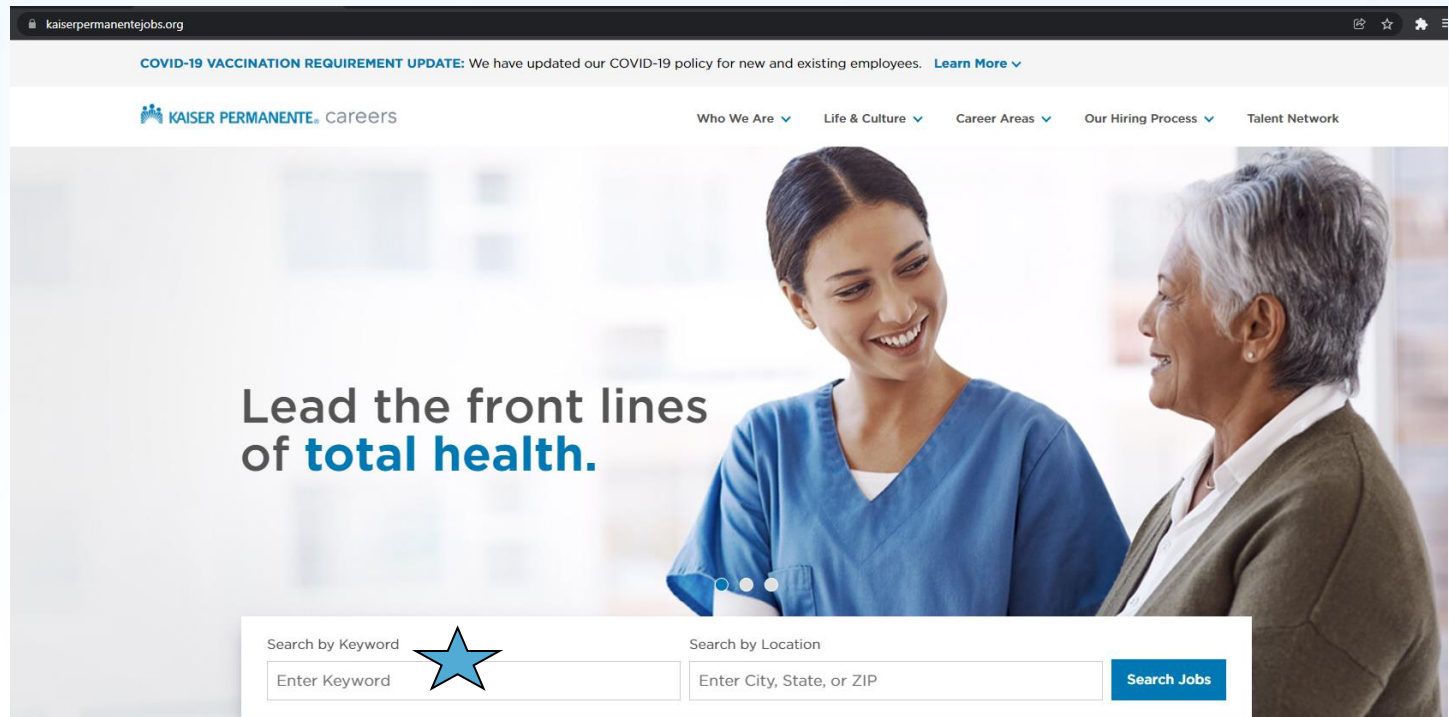 kaiserpermanentejobs.org
COVID-19 VACCINATION REQUIREMENT UPDATE: We have updated our COVID-19 policy for new and existing employees. Learn More
KAISER PERMANENTE® careers
Who We Are
Life & Culture
Career Areas
Our Hiring Process
Talent Network
Lead the front lines
of total health.
Search by Keyword
Search by Location
Enter Keyword
Enter City, State, or ZIP
Search Jobs